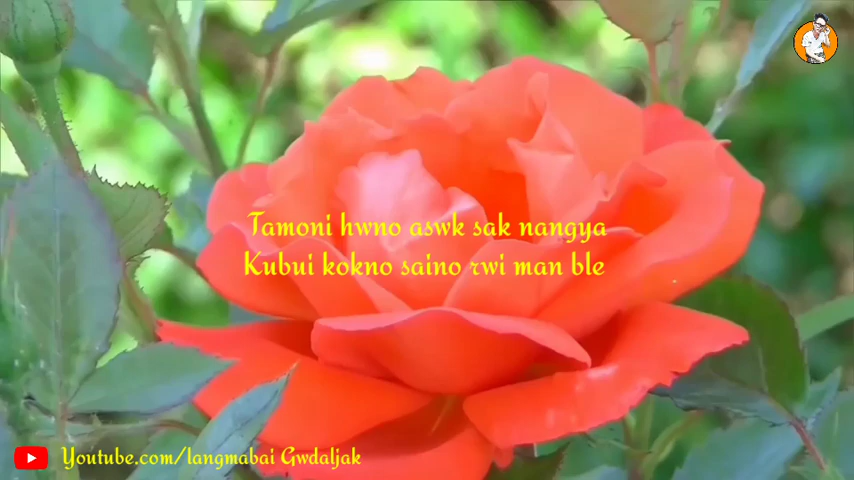 Tamoni hwno aswk sak nangya
Kubui kokno saino rwi man ble
Youtube.com/langmabai Gwdaljak